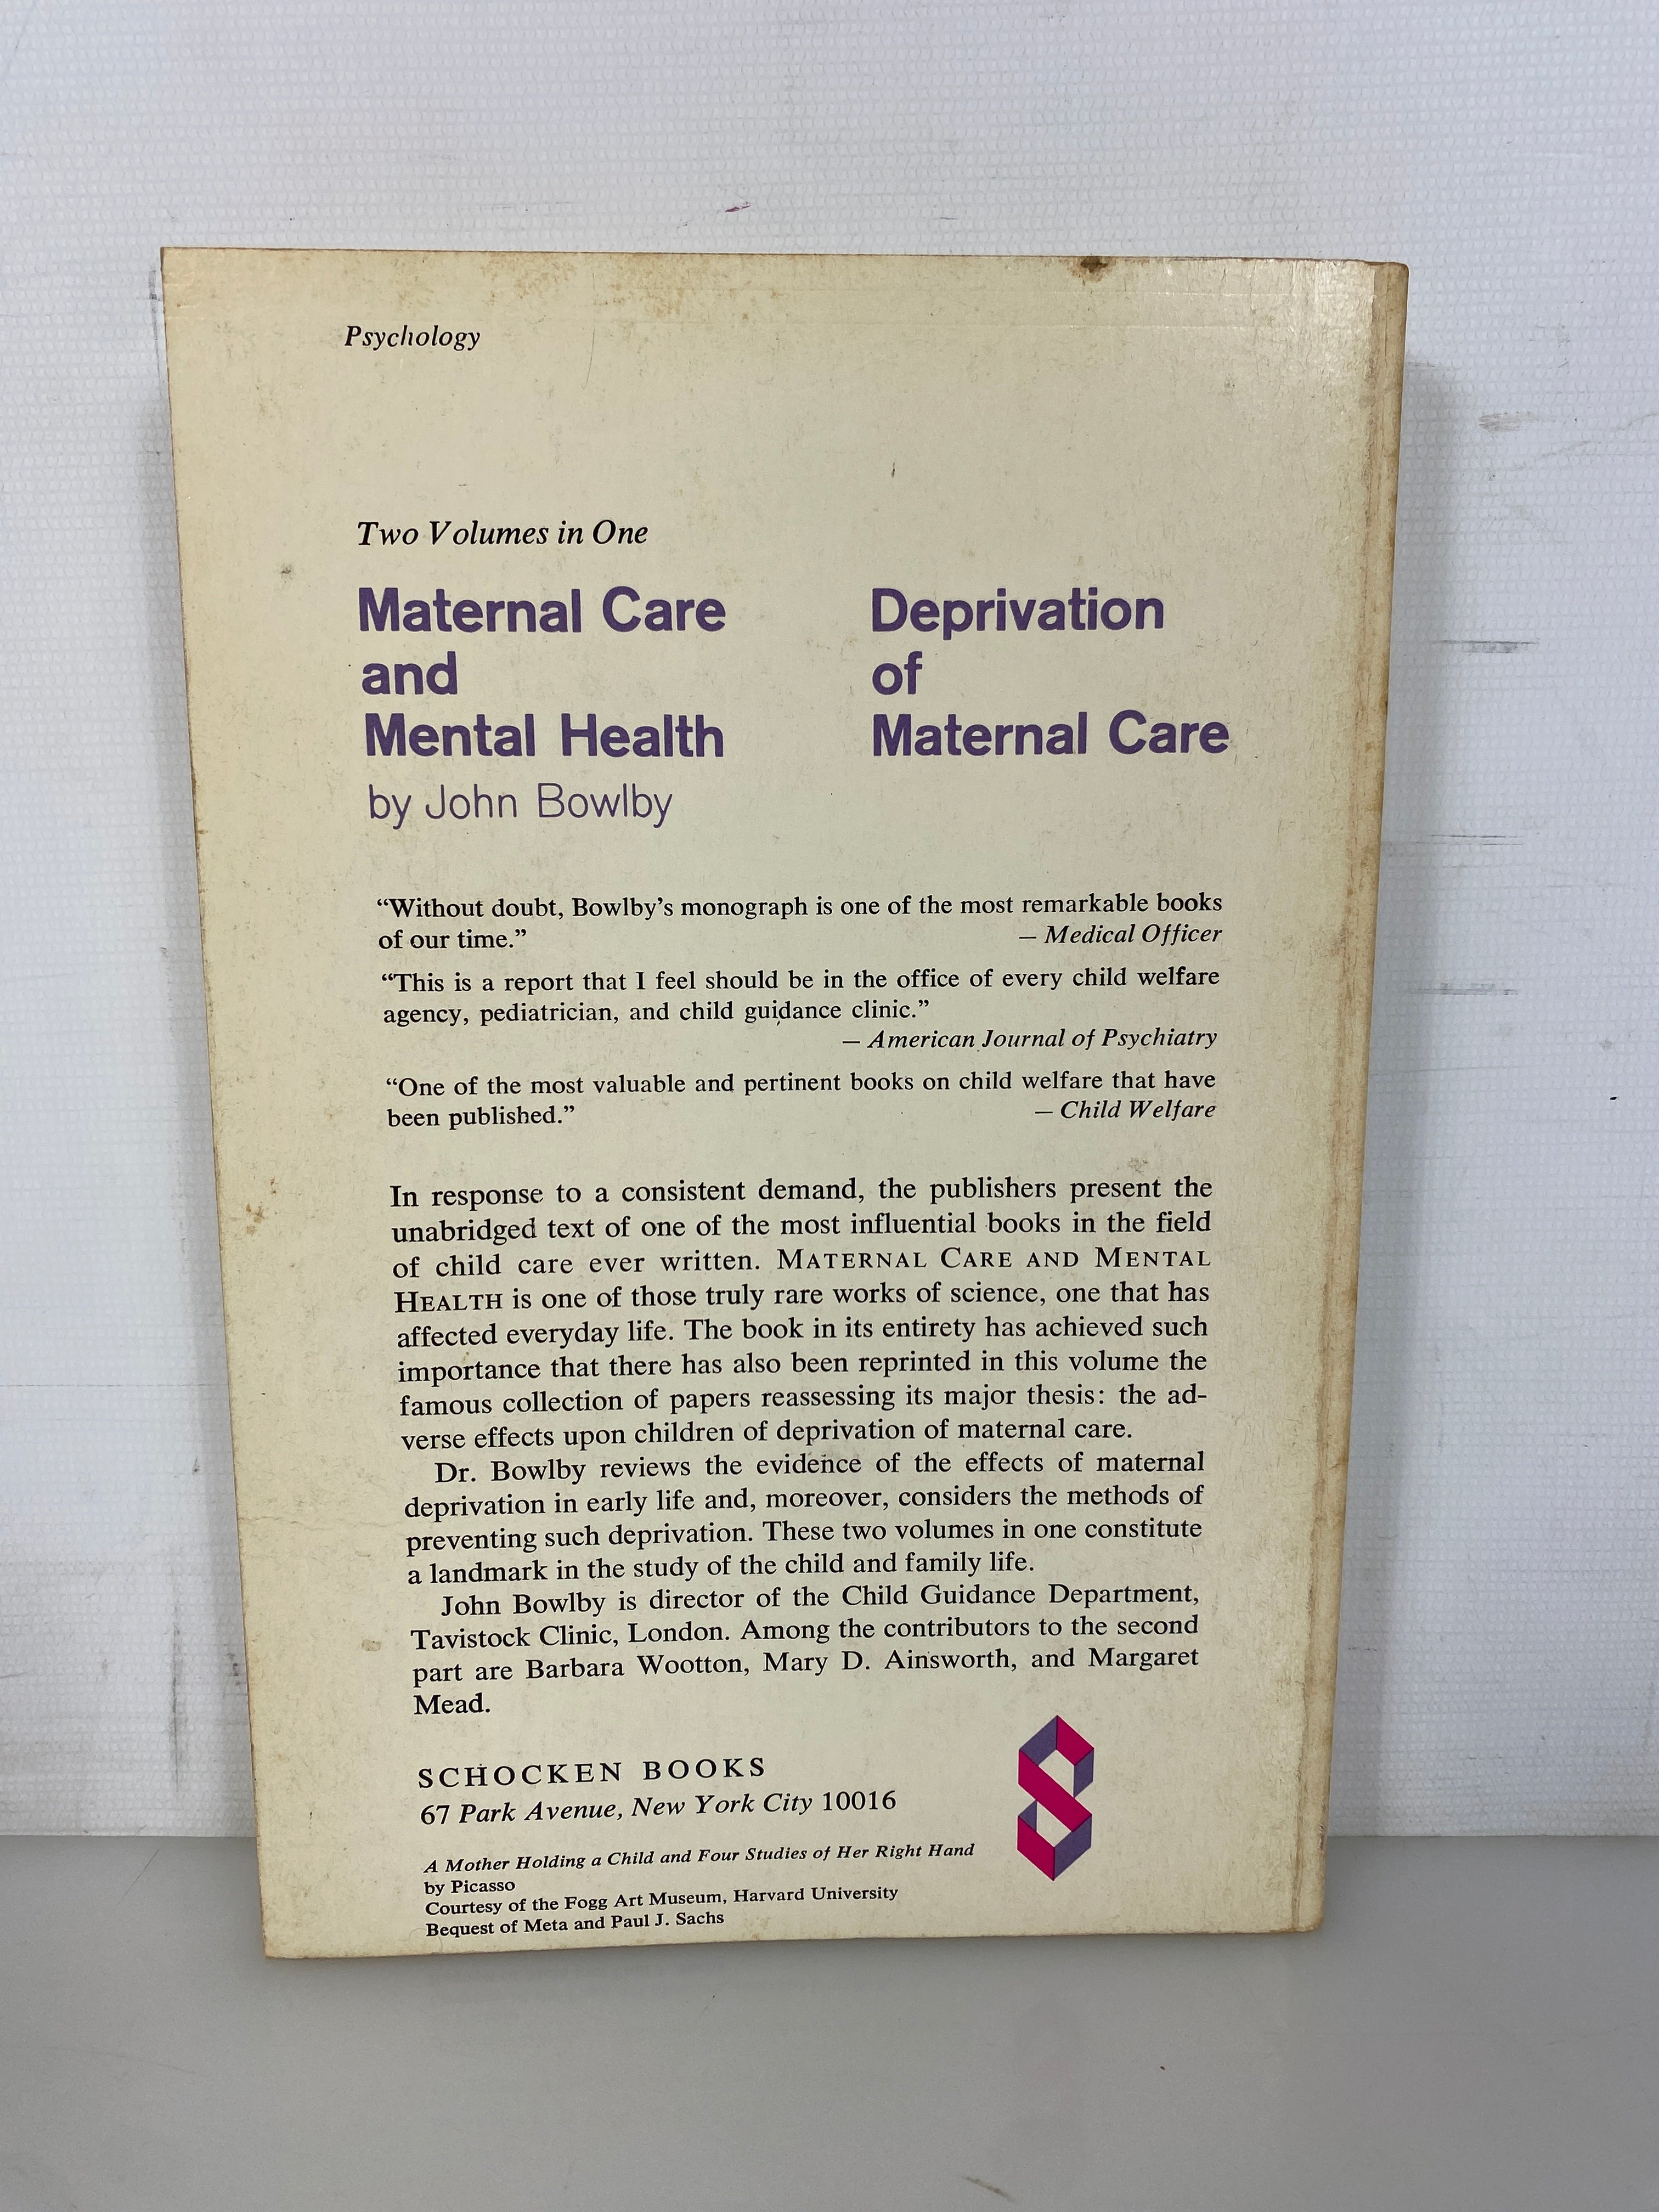 Psychology
Two Volumes in One
Maternal Care
and
Mental Health
by John Bowlby
Deprivation
of
Maternal Care
“Without doubt, Bowlby’s monograph is one of the most remarkable books
of our time.” — Medical Officer
“This is a report that I feel should be in the office of every child welfare
agency, pediatrician, and child guidance clinic.”
— American Journal of Psychiatry
“One of the most valuable and pertinent books on child welfare that have
been published.” — Child Welfare
In response to a consistent demand, the publishers present the
unabridged text of one of the most influential books in the field
of child care ever written. MATERNAL CARE AND MENTAL
HEALTH is one of those truly rare works of science, one that has
affected everyday life. The book in its entirety has achieved such
importance that there has also been reprinted in this volume the
famous collection of papers reassessing its major thesis: the ad-
verse effects upon children of deprivation of maternal care.
Dr. Bowlby reviews the evidence of the effects of maternal
deprivation in early life and, moreover, considers the methods of
preventing such deprivation. These two volumes in one constitute
a landmark in the study of the child and family life.
John Bowlby is director of the Child Guidance Department,
Tavistock Clinic, London. Among the contributors to the second
part are Barbara Wootton, Mary D. Ainsworth, and Margaret
Mead.
SCHOCKEN BOOKS
67 Park Avenue, New York City 10016
A Mother Holding a Child and Four Studies of Her Right Hand
by Picasso
Courtesy of the Fogg Art Museum, Harvard University
Bequest of Meta and Paul J. Sachs